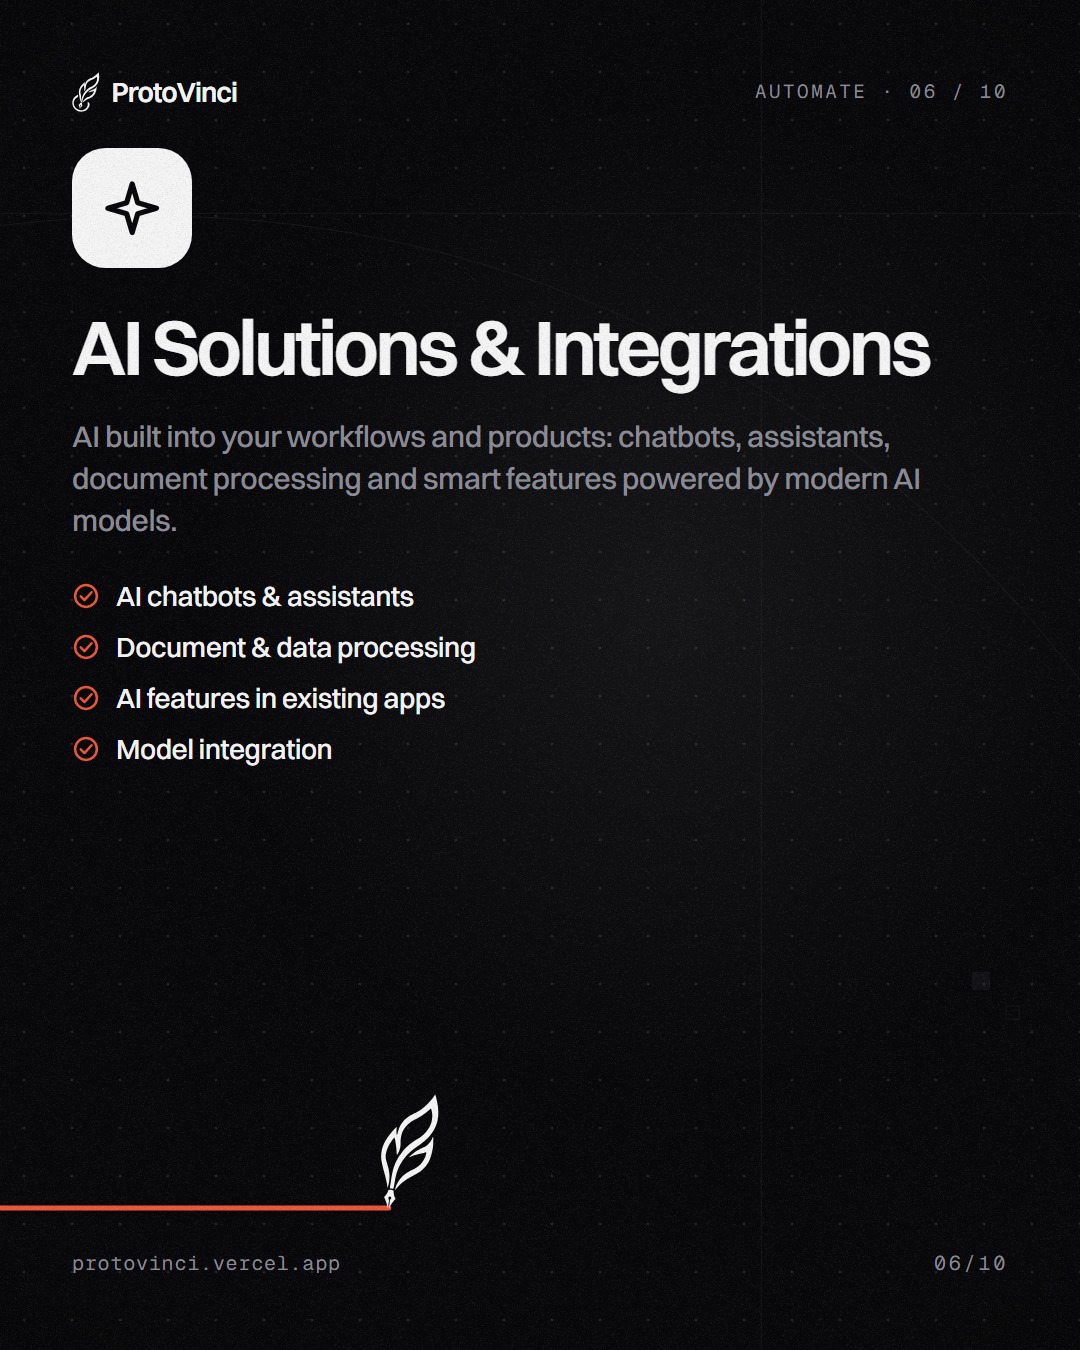 ProtoVinci
AUTOMATE · 06 / 10
AI Solutions & Integrations
AI built into your workflows and products: chatbots, assistants,
document processing and smart features powered by modern AI
models.
AI chatbots & assistants
Document & data processing
AI features in existing apps
Model integration
protovinci.vercel.app
06/10